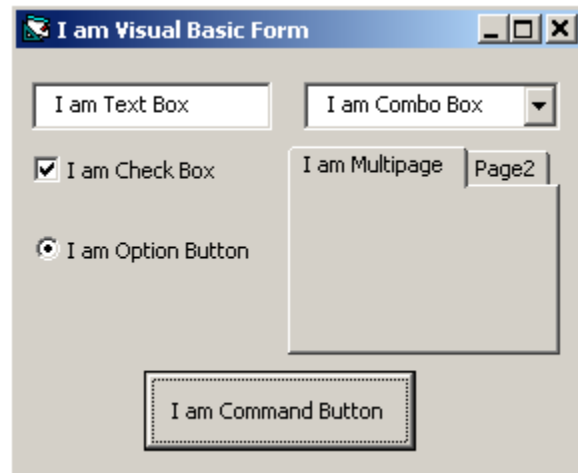 I am Visual Basic Form
I am Text Box
I am Combo Box
I am Check Box
I am Multipage
Page2
I am Option Button
I am Command Button